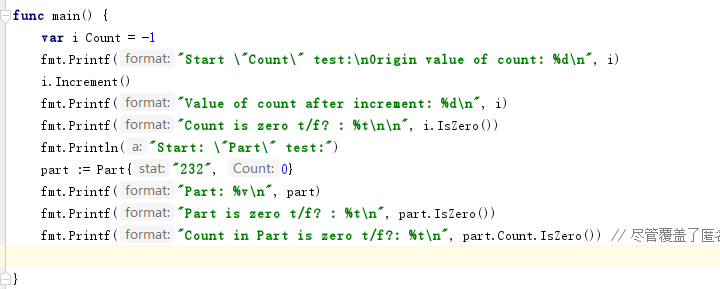 func main() {
var i Count = -1
fmt.Printf( format: "Start \"Count\" test:\nOrigin value of count: %d\n", i)
i.Increment()
fmt.Printf( format: "Value of count after increment: %d\n", i)
fmt.Printf( format: "Count is zero t/f? : %t\n\n", i.IsZero())
fmt.Println( a: "Start: \"Part\" test:")
part := Part{ stat: "232", Count: 0}
fmt.Printf( format: "Part: %v\n", part)
fmt.Printf( format: "Part is zero t/f? : %t\n", part.IsZero())
fmt.Printf( format: "Count in Part is zero t/f?: %t\n", part.Count.IsZero()) // 尽管覆盖了匿
}